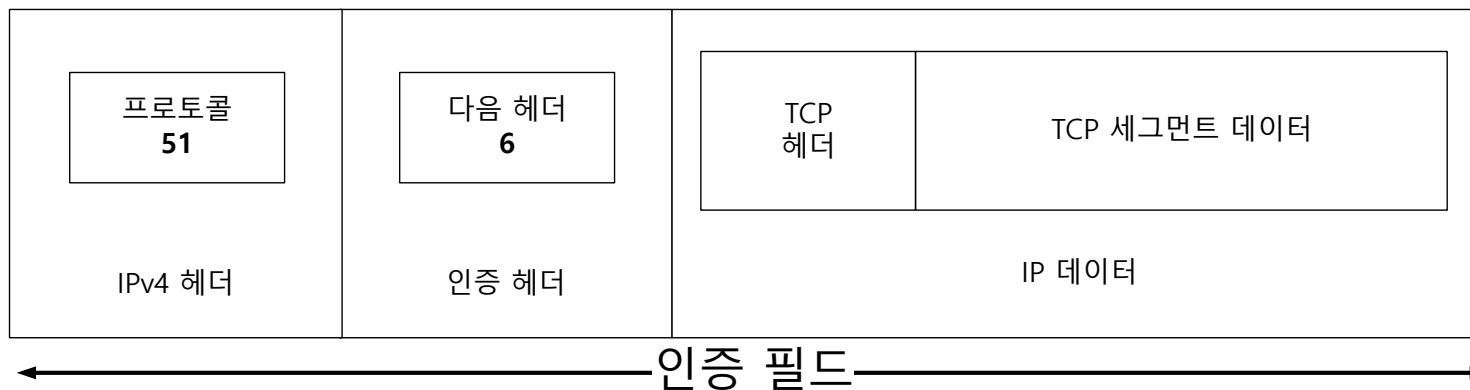 프로토콜
51
다음 헤더
6
TCP
헤더
TCP 세그먼트 데이터
IPv4 헤더
인증 헤더
IP 데이터
인증 필드